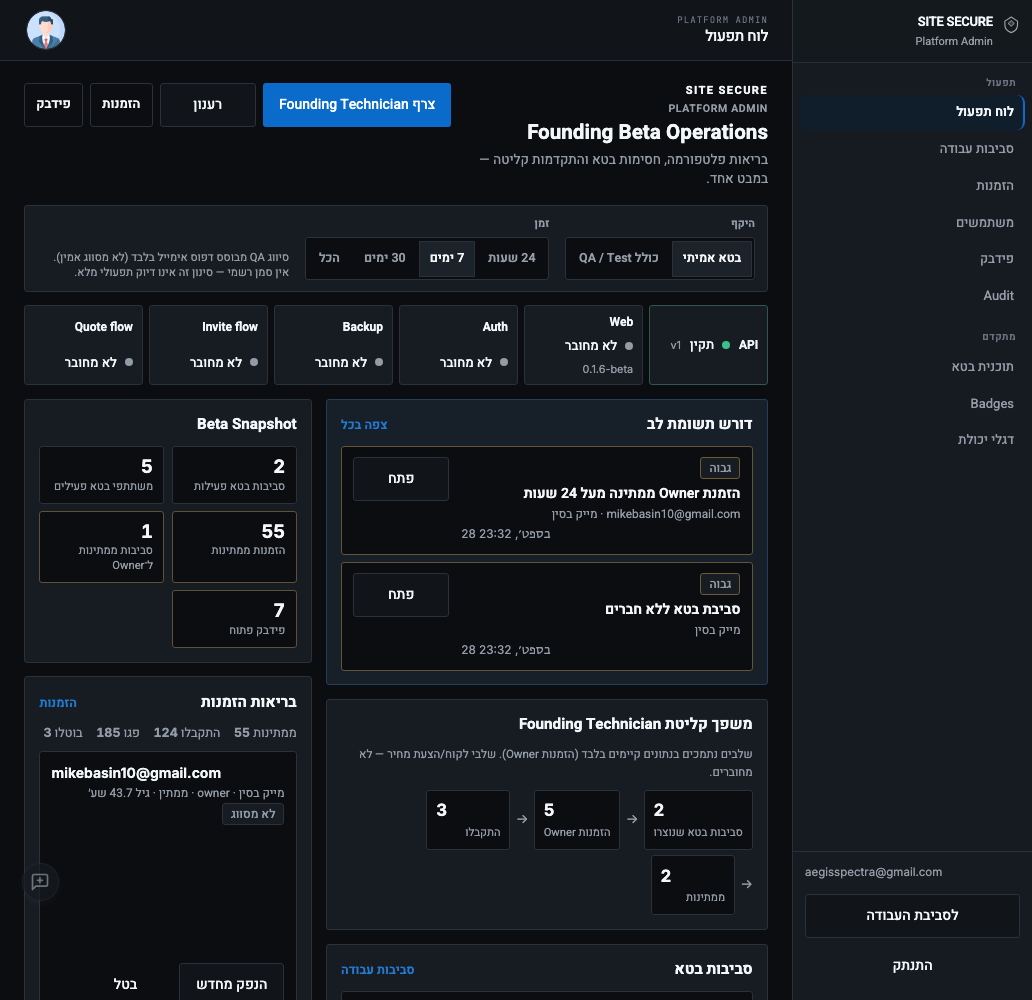 SITE SECURE
Platform Admin
תפעול
לוח תפעול
סביבות עבודה
הזמנות
משתמשים
פידבק
Audit
מתקדם
תוכנית בטא
Badges
דגלי יכולת
aegisspectra@gmail.com
לסביבת העבודה
התנתק
PLATFORM ADMIN
לוח תפעול
SITE SECURE
PLATFORM ADMIN
Founding Beta Operations
בריאות פלטפורמה, חסימות בטא והתקדמות קליטה —
במבט אחד.
צרף Founding Technician
רענון
הזמנות
פידבק
היקף
בטא אמיתי
כולל QA / Test
זמן
24 שעות
7 ימים
30 ימים
הכל
סיווג QA מבוסס דפוס אימייל בלבד (לא מסווג אמין).
אין סמן רשמי — סינון זה אינו דיוק תפעולי מלא.
API
תקין
v1
Web
לא מחובר
0.1.6-beta
Auth
לא מחובר
Backup
לא מחובר
Invite flow
לא מחובר
Quote flow
לא מחובר
דורש תשומת לב
צפה בכל
גבוה
הזמנת Owner ממתינה מעל 24 שעות
mikebasin10@gmail.com · מייק בסין
28 בספט׳, 23:32
פתח
גבוה
סביבת בטא ללא חברים
מייק בסין
28 בספט׳, 23:32
פתח
Beta Snapshot
2
סביבות בטא פעילות
5
משתתפי בטא פעילים
55
הזמנות ממתינות
1
סביבות ממתינות
ל־Owner
7
פידבק פתוח
משפך קליטת Founding Technician
שלבים נתמכים בנתונים קיימים בלבד (הזמנות Owner). שלבי לקוח/הצעת מחיר — לא
מחוברים.
2
סביבות בטא שנוצרו
→
5
הזמנות Owner
→
3
התקבלו
→
2
ממתינות
בריאות הזמנות
הזמנות
ממתינות 55
התקבלו 124
פגו 185
בוטלו 3
mikebasin10@gmail.com
מייק בסין · owner · ממתין · גיל 43.7 שע׳
לא מסווג
הנפק מחדש
בטל
סביבות בטא
סביבות עבודה